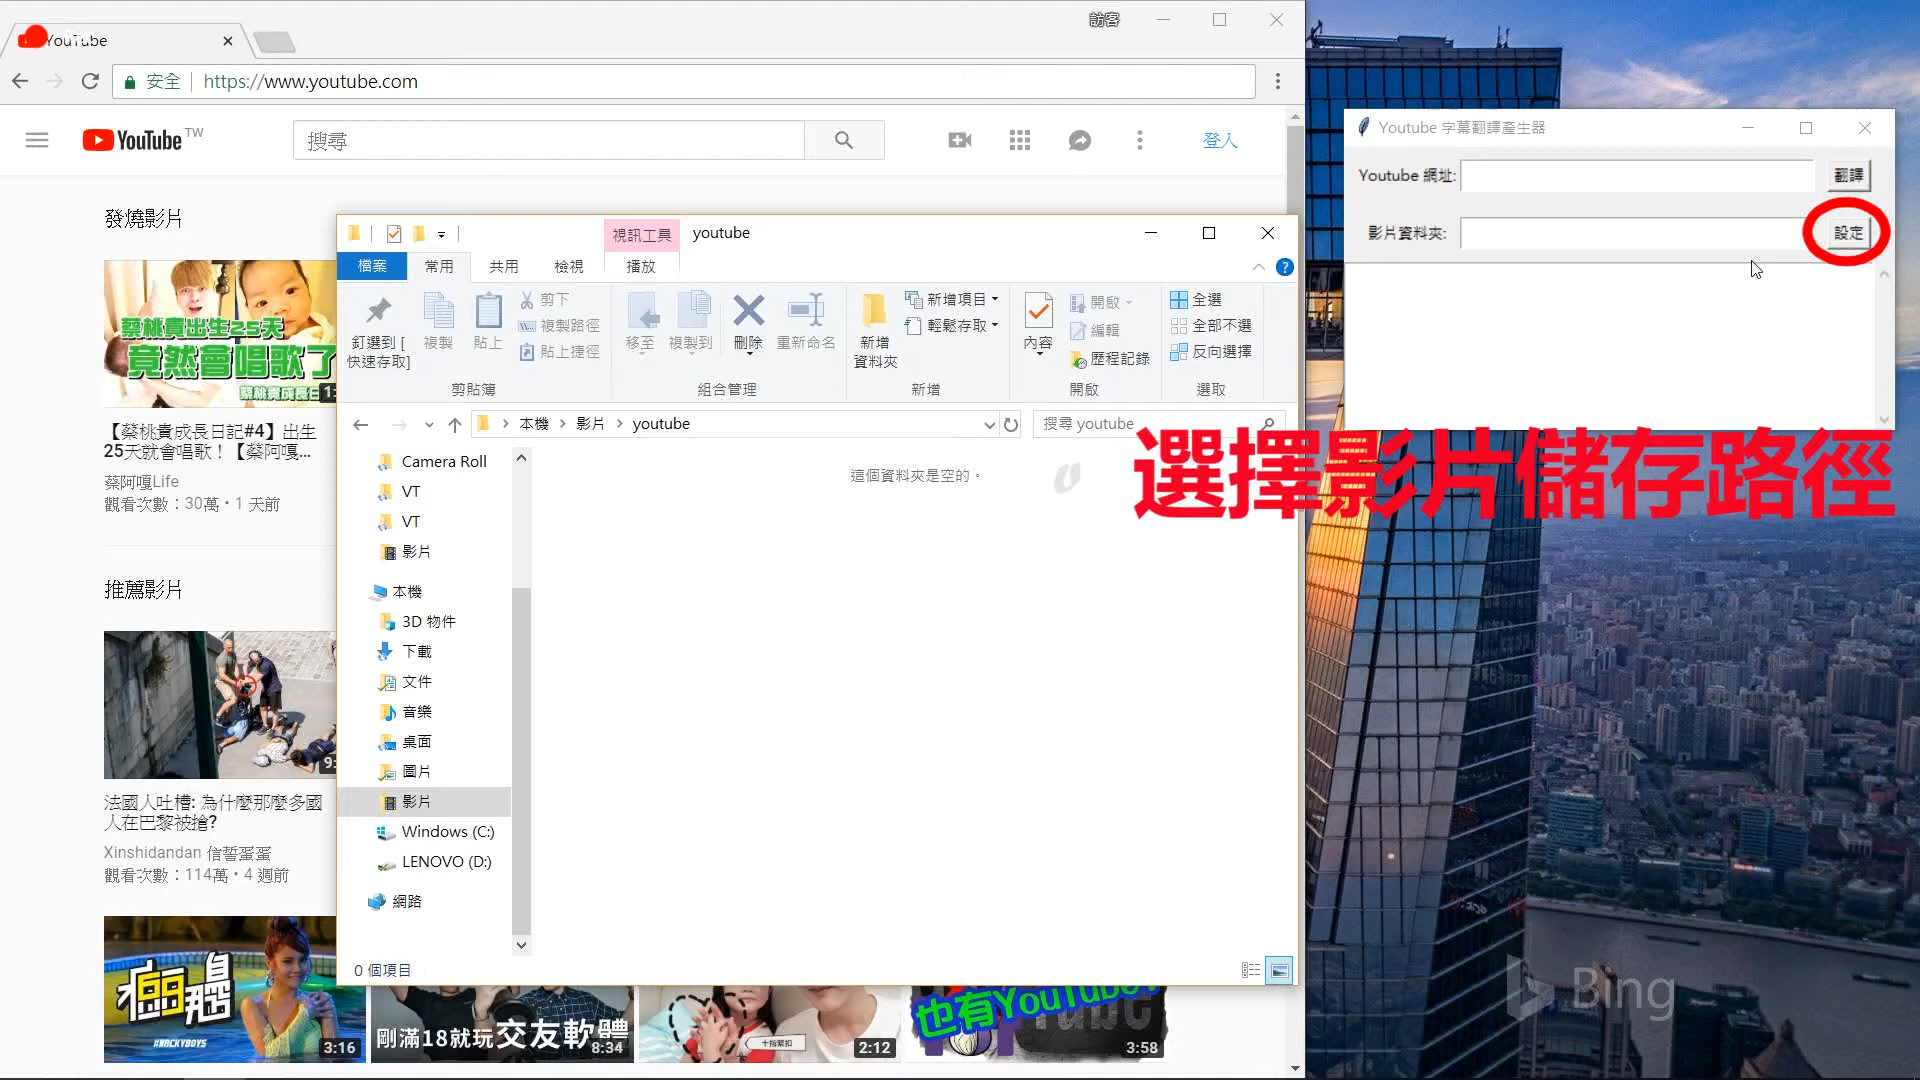 YouTube
訪客
安全 https://www.youtube.com
YouTube TW
搜尋
登入
發燒影片
蔡桃貴出生25天
竟然會唱歌了
【蔡桃貴成長日記#4】出生
25天就會唱歌！【蔡阿嘎...
蔡阿嘎Life
觀看次數：30萬・1 天前
推薦影片
法國人吐槽: 為什麼那麼多國
人在巴黎被搶?
Xinshidandan 信誓蛋蛋
觀看次數：114萬・4 週前
#WACKYBOYS
3:16
剛滿18就玩交友軟體
8:34
十指緊扣
2:12
也有YouTube?
3:58
視訊工具 youtube
檔案 常用 共用 檢視 播放
釘選到 [
快速存取]
複製
貼上
剪下
複製路徑
貼上捷徑
剪貼簿
移至
複製到
刪除
重新命名
組合管理
新增
資料夾
新增項目
輕鬆存取
新增
內容
開啟
編輯
歷程記錄
開啟
全選
全部不選
反向選擇
選取
本機 > 影片 > youtube
搜尋 youtube
這個資料夾是空的。
Camera Roll
VT
VT
影片
本機
3D 物件
下載
文件
音樂
桌面
圖片
影片
Windows (C:)
LENOVO (D:)
網路
0 個項目
Youtube 字幕翻譯產生器
Youtube 網址:
翻譯
影片資料夾:
設定
選擇影片儲存路徑
Bing